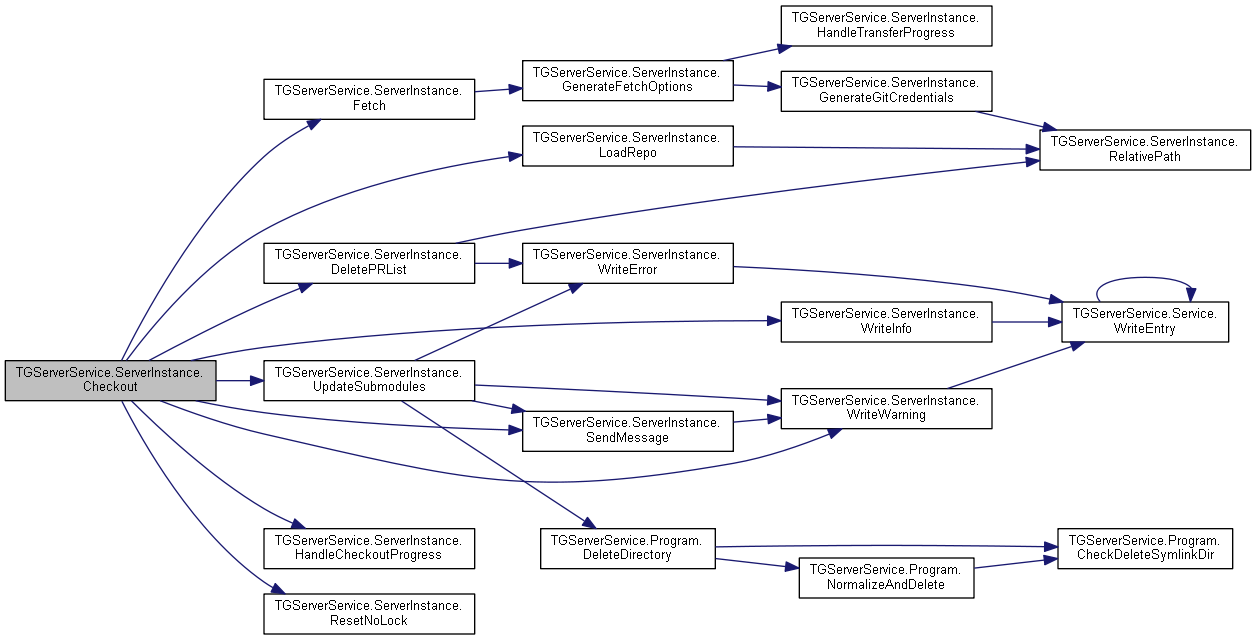 TGServerService.ServerInstance.
HandleTransferProgress
TGServerService.ServerInstance.
Fetch
TGServerService.ServerInstance.
GenerateFetchOptions
TGServerService.ServerInstance.
GenerateGitCredentials
TGServerService.ServerInstance.
LoadRepo
TGServerService.ServerInstance.
RelativePath
TGServerService.ServerInstance.
DeletePRList
TGServerService.ServerInstance.
WriteError
TGServerService.ServerInstance.
WriteInfo
TGServerService.Service.
WriteEntry
TGServerService.ServerInstance.
Checkout
TGServerService.ServerInstance.
UpdateSubmodules
TGServerService.ServerInstance.
SendMessage
TGServerService.ServerInstance.
WriteWarning
TGServerService.ServerInstance.
HandleCheckoutProgress
TGServerService.Program.
DeleteDirectory
TGServerService.Program.
NormalizeAndDelete
TGServerService.Program.
CheckDeleteSymlinkDir
TGServerService.ServerInstance.
ResetNoLock